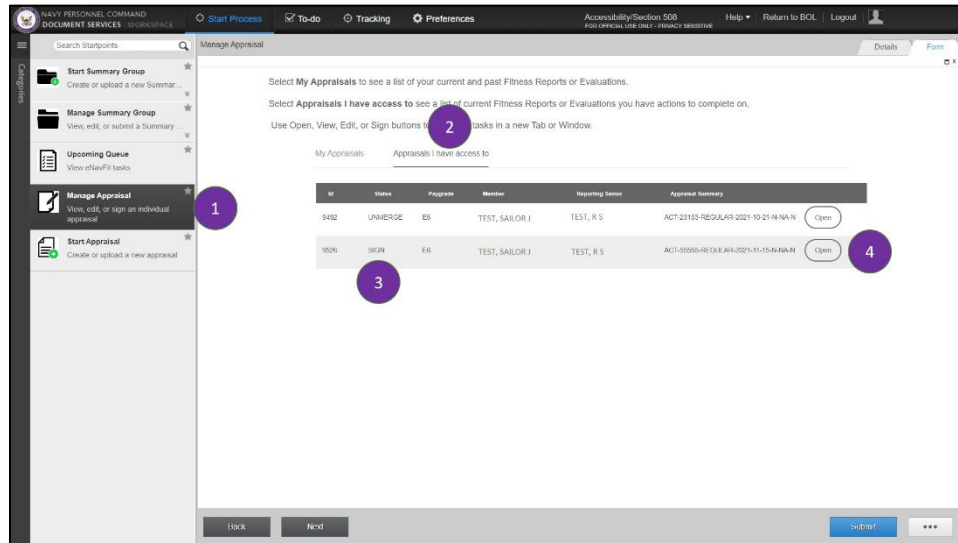 NAVY PERSONNEL COMMAND
DOCUMENT SERVICES WORKSPACE
Start Process
To-do
Tracking
Preferences
Accessibility/Section 508
FOR OFFICIAL USE ONLY - PRIVACY SENSITIVE
Help
Return to BOL
Logout
Search Startpoints
Manage Appraisal
Details
Form
Categories
Start Summary Group
Create or upload a new Summar...
Manage Summary Group
View, edit, or submit a Summary
Upcoming Queue
View eNavFit tasks
Manage Appraisal
View, edit, or sign an individual
appraisal
Start Appraisal
Create or upload a new appraisal
Select My Appraisals to see a list of your current and past Fitness Reports or Evaluations.
Select Appraisals I have access to see a list of current Fitness Reports or Evaluations you have actions to complete on.
Use Open, View, Edit, or Sign buttons to tasks in a new Tab or Window.
My Appraisals Appraisals I have access to
Id Status Paygrade Member Reporting Senior Appraisal Summary
9492 UNMERGE E6 TEST, SAILOR J TEST, R S ACT-23153-REGULAR-2021-10-21-N-NA-N Open
9526 SIGN E6 TEST, SAILOR J TEST, R S ACT-55555-REGULAR-2021-11-15-N-NA-N Open
1
2
3
4
Back
Next
Submit